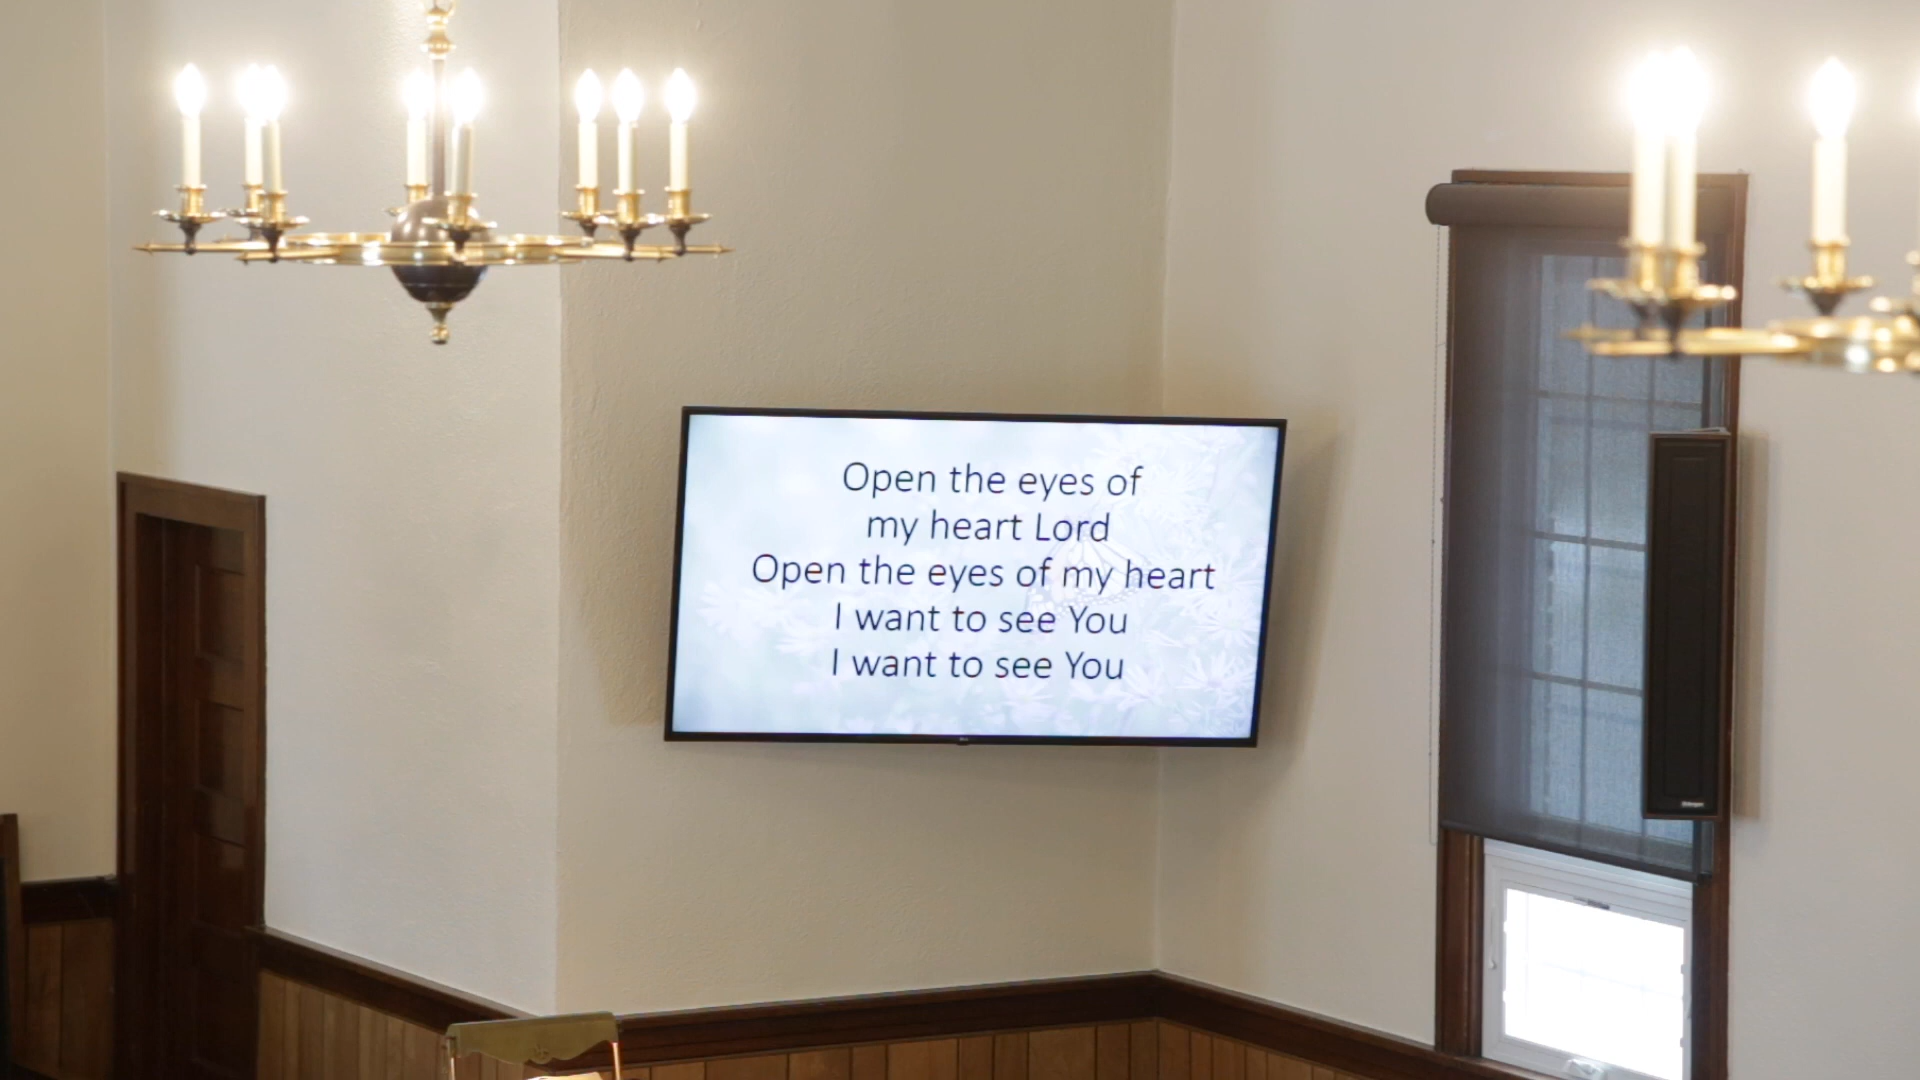 Open the eyes of
my heart Lord
Open the eyes of my heart
I want to see You
I want to see You